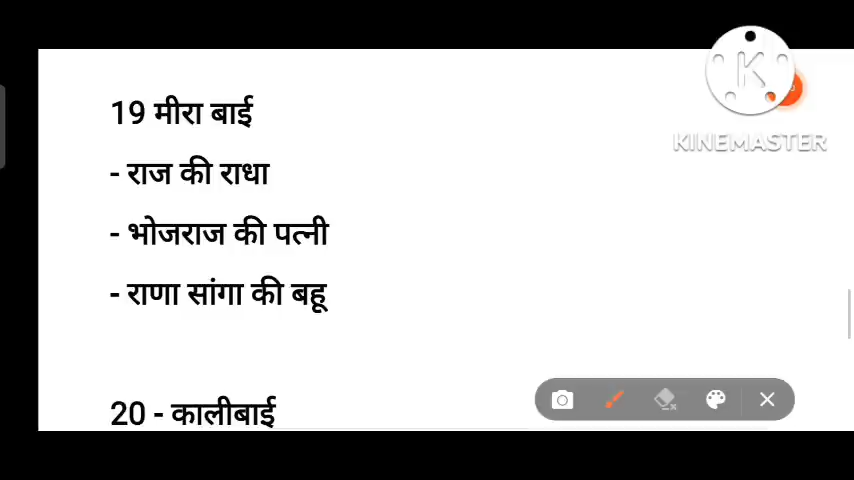 19 मीरा बाई
- राज की राधा
- भोजराज की पत्नी
- राणा सांगा की बहू
20 - कालीबाई
K
KINEMASTER